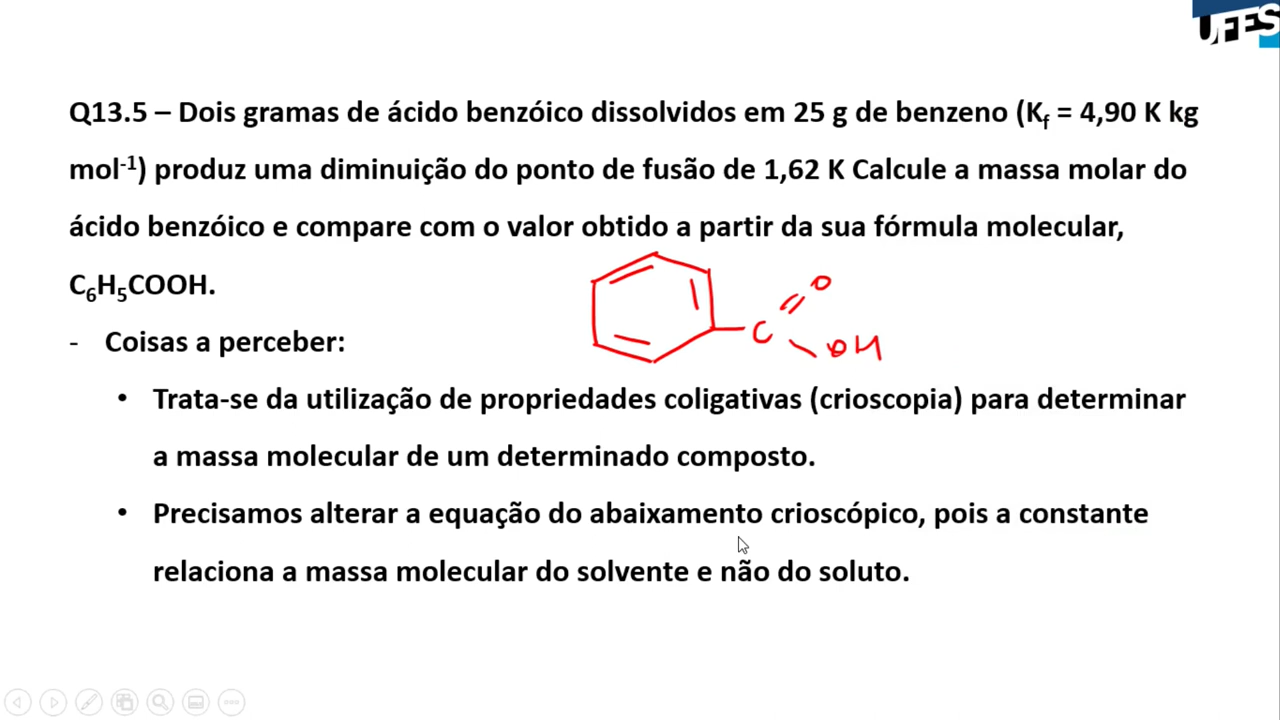 UFES
Q13.5 – Dois gramas de ácido benzóico dissolvidos em 25 g de benzeno (Kf = 4,90 K kg
mol-1) produz uma diminuição do ponto de fusão de 1,62 K Calcule a massa molar do
ácido benzóico e compare com o valor obtido a partir da sua fórmula molecular,
C6H5COOH.
C O
OH
- Coisas a perceber:
• Trata-se da utilização de propriedades coligativas (crioscopia) para determinar
a massa molecular de um determinado composto.
• Precisamos alterar a equação do abaixamento crioscópico, pois a constante
relaciona a massa molecular do solvente e não do soluto.